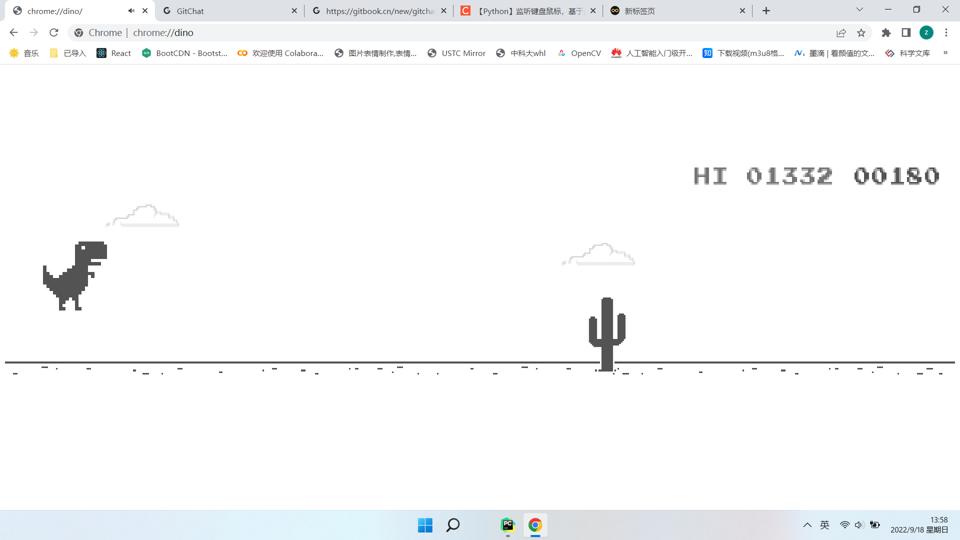 chrome://dino/
GitChat
https://gitbook.cn/new/gitcha
【Python】监听键盘鼠标，基于
新标签页
Chrome | chrome://dino
音乐
已导入
React
BootCDN - Bootst...
欢迎使用 Colabora...
图片表情制作,表情...
USTC Mirror
中科大whl
OpenCV
人工智能入门极开...
下载视频(m3u8格...
墨滴 | 看颜值的文...
科学文库
HI 01332 00180
英
13:58
2022/9/18 星期日